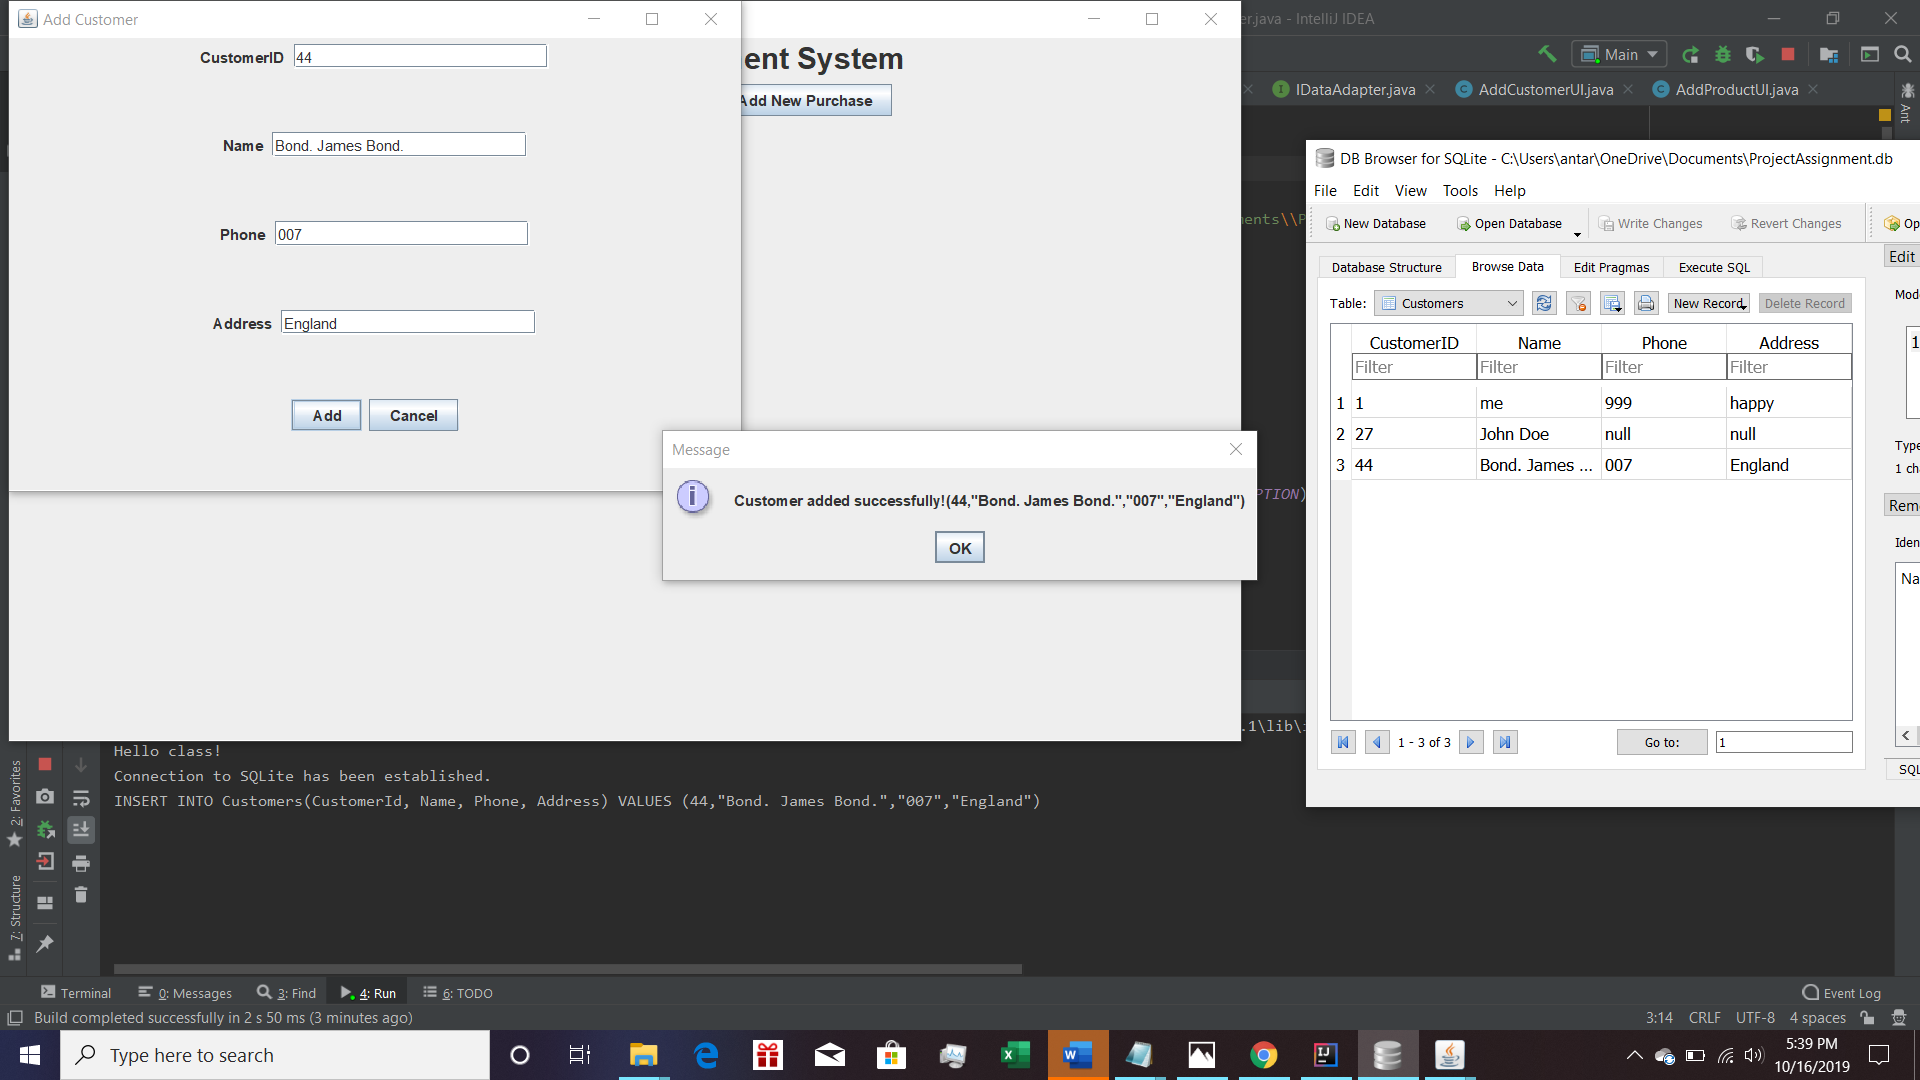 Add Customer
CustomerID 44
Name Bond. James Bond.
Phone 007
Address England
Add Cancel
ent System
Add New Purchase
Message
Customer added successfully!(44,"Bond. James Bond.","007","England")
OK
er.java - IntelliJ IDEA
Main
IDataAdapter.java AddCustomerUI.java AddProductUI.java
Ant
ments\\P
PTION)
.1\lib\
DB Browser for SQLite - C:\Users\antar\OneDrive\Documents\ProjectAssignment.db
File Edit View Tools Help
New Database Open Database Write Changes Revert Changes Op
Database Structure Browse Data Edit Pragmas Execute SQL
Table: Customers New Record Delete Record
CustomerID Name Phone Address
Filter Filter Filter Filter
1 1 me 999 happy
2 27 John Doe null null
3 44 Bond. James ... 007 England
1 - 3 of 3 Go to: 1
Edit
Mode
1
Type
1 ch
Rem
Iden
Na
SQL
Hello class!
Connection to SQLite has been established.
INSERT INTO Customers(CustomerId, Name, Phone, Address) VALUES (44,"Bond. James Bond.","007","England")
2: Favorites
7: Structure
Terminal 0: Messages 3: Find 4: Run 6: TODO Event Log
Build completed successfully in 2 s 50 ms (3 minutes ago) 3:14 CRLF UTF-8 4 spaces
Type here to search
5:39 PM
10/16/2019